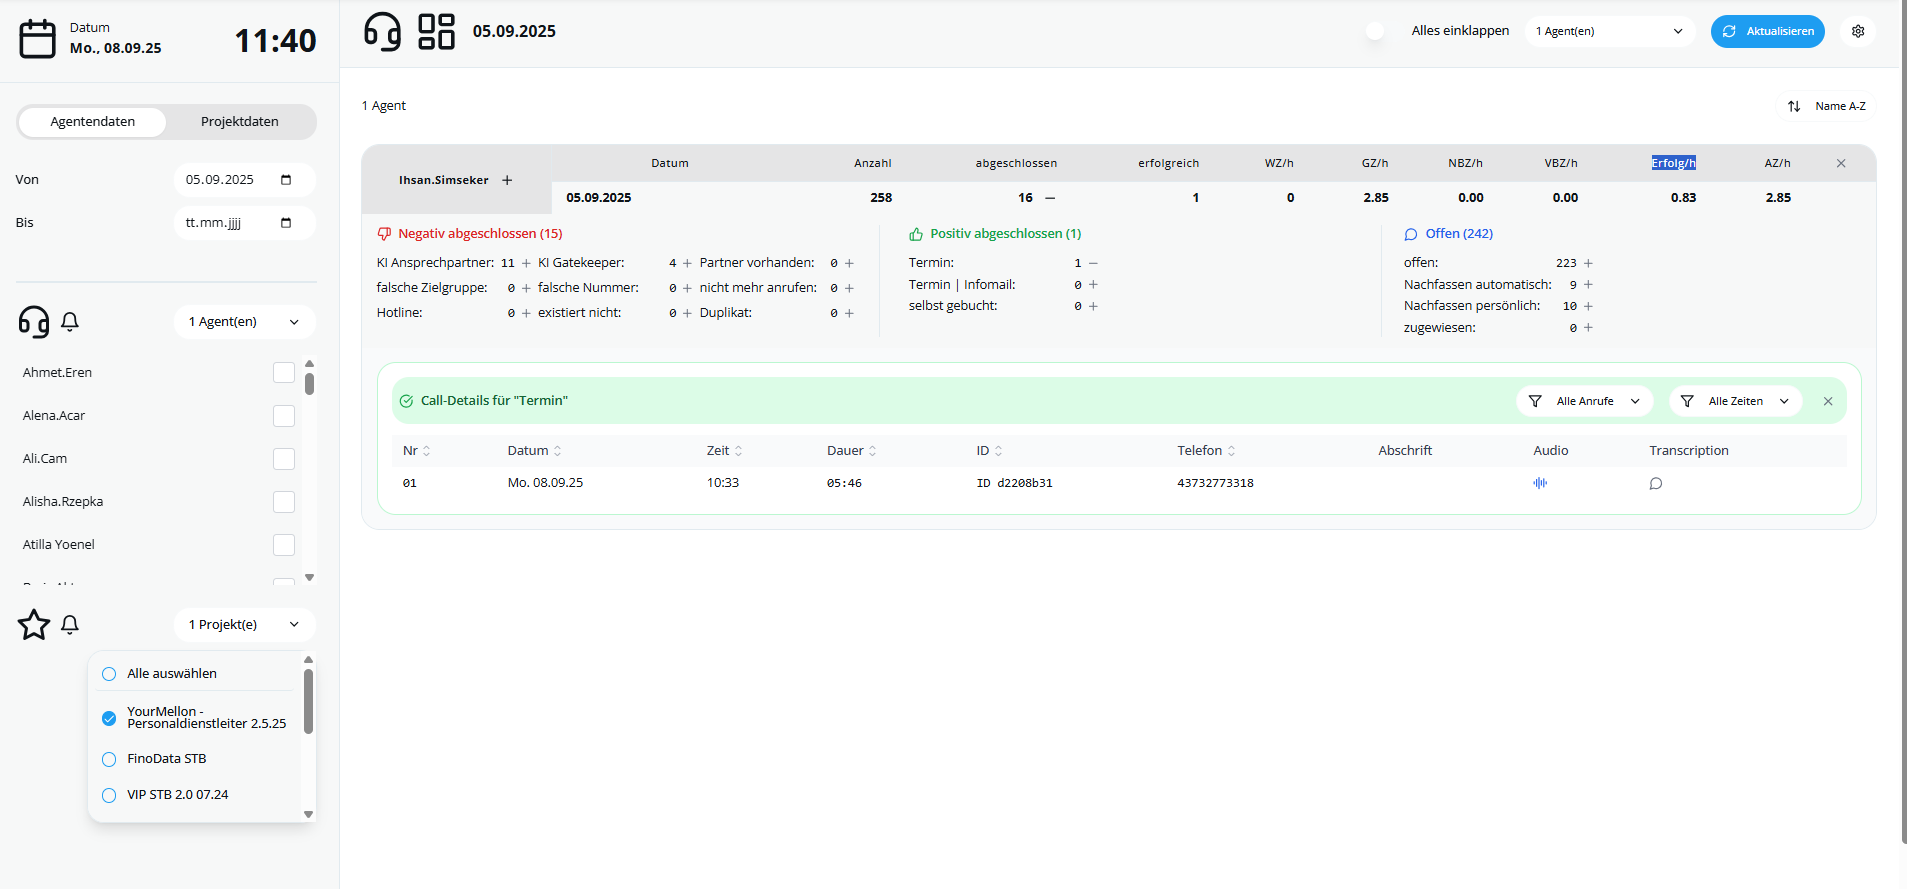 Datum
Mo., 08.09.25
11:40
Agentendaten
Projektdaten
Von
05.09.2025
Bis
tt.mm.jjjj
1 Agent(en)
Ahmet.Eren
Alena.Acar
Ali.Cam
Alisha.Rzepka
Atilla Yoenel
1 Projekt(e)
Alle auswählen
YourMellon -
Personaldienstleiter 2.5.25
FinoData STB
VIP STB 2.0 07.24
05.09.2025
Alles einklappen
1 Agent(en)
Aktualisieren
1 Agent
Name A-Z
Ihsan.Simseker +
Datum Anzahl abgeschlossen erfolgreich WZ/h GZ/h NBZ/h VBZ/h Erfolg/h AZ/h
05.09.2025 258 16 — 1 0 2.85 0.00 0.00 0.83 2.85
Negativ abgeschlossen (15)
KI Ansprechpartner: 11 + KI Gatekeeper: 4 + Partner vorhanden: 0 +
falsche Zielgruppe: 0 + falsche Nummer: 0 + nicht mehr anrufen: 0 +
Hotline: 0 + existiert nicht: 0 + Duplikat: 0 +
Positiv abgeschlossen (1)
Termin: 1 —
Termin | Infomail: 0 +
selbst gebucht: 0 +
Offen (242)
offen: 223 +
Nachfassen automatisch: 9 +
Nachfassen persönlich: 10 +
zugewiesen: 0 +
Call-Details für "Termin"
Alle Anrufe
Alle Zeiten
Nr Datum Zeit Dauer ID Telefon Abschrift Audio Transcription
01 Mo. 08.09.25 10:33 05:46 ID d2208b31 43732773318